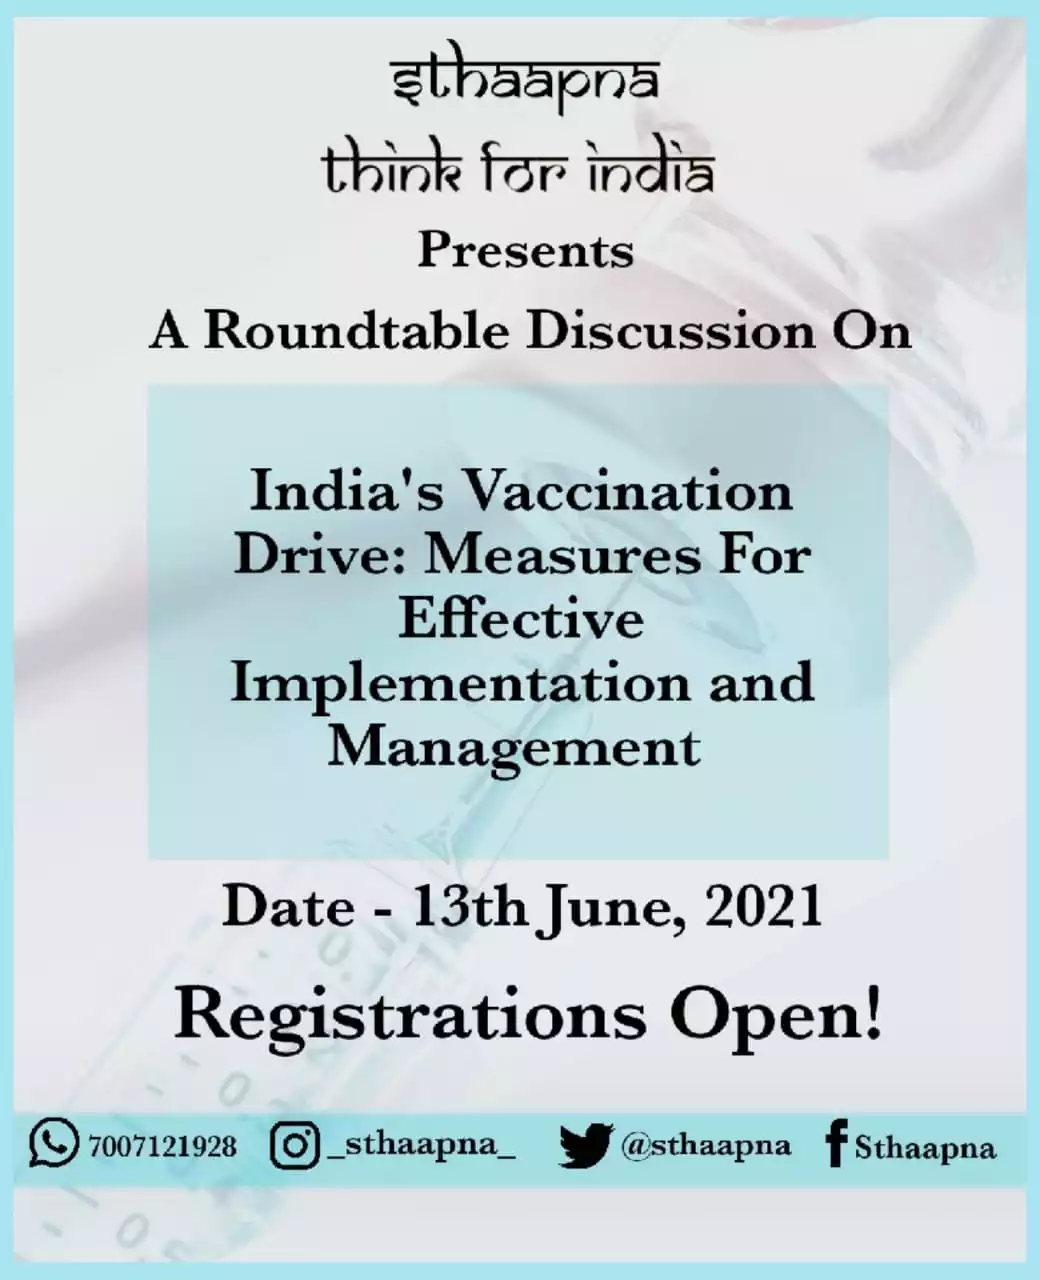 sthaapna
think for india
Presents
A Roundtable Discussion On
India's Vaccination
Drive: Measures For
Effective
Implementation and
Management
Date - 13th June, 2021
Registrations Open!
7007121928 _sthaapna_ @sthaapna Sthaapna